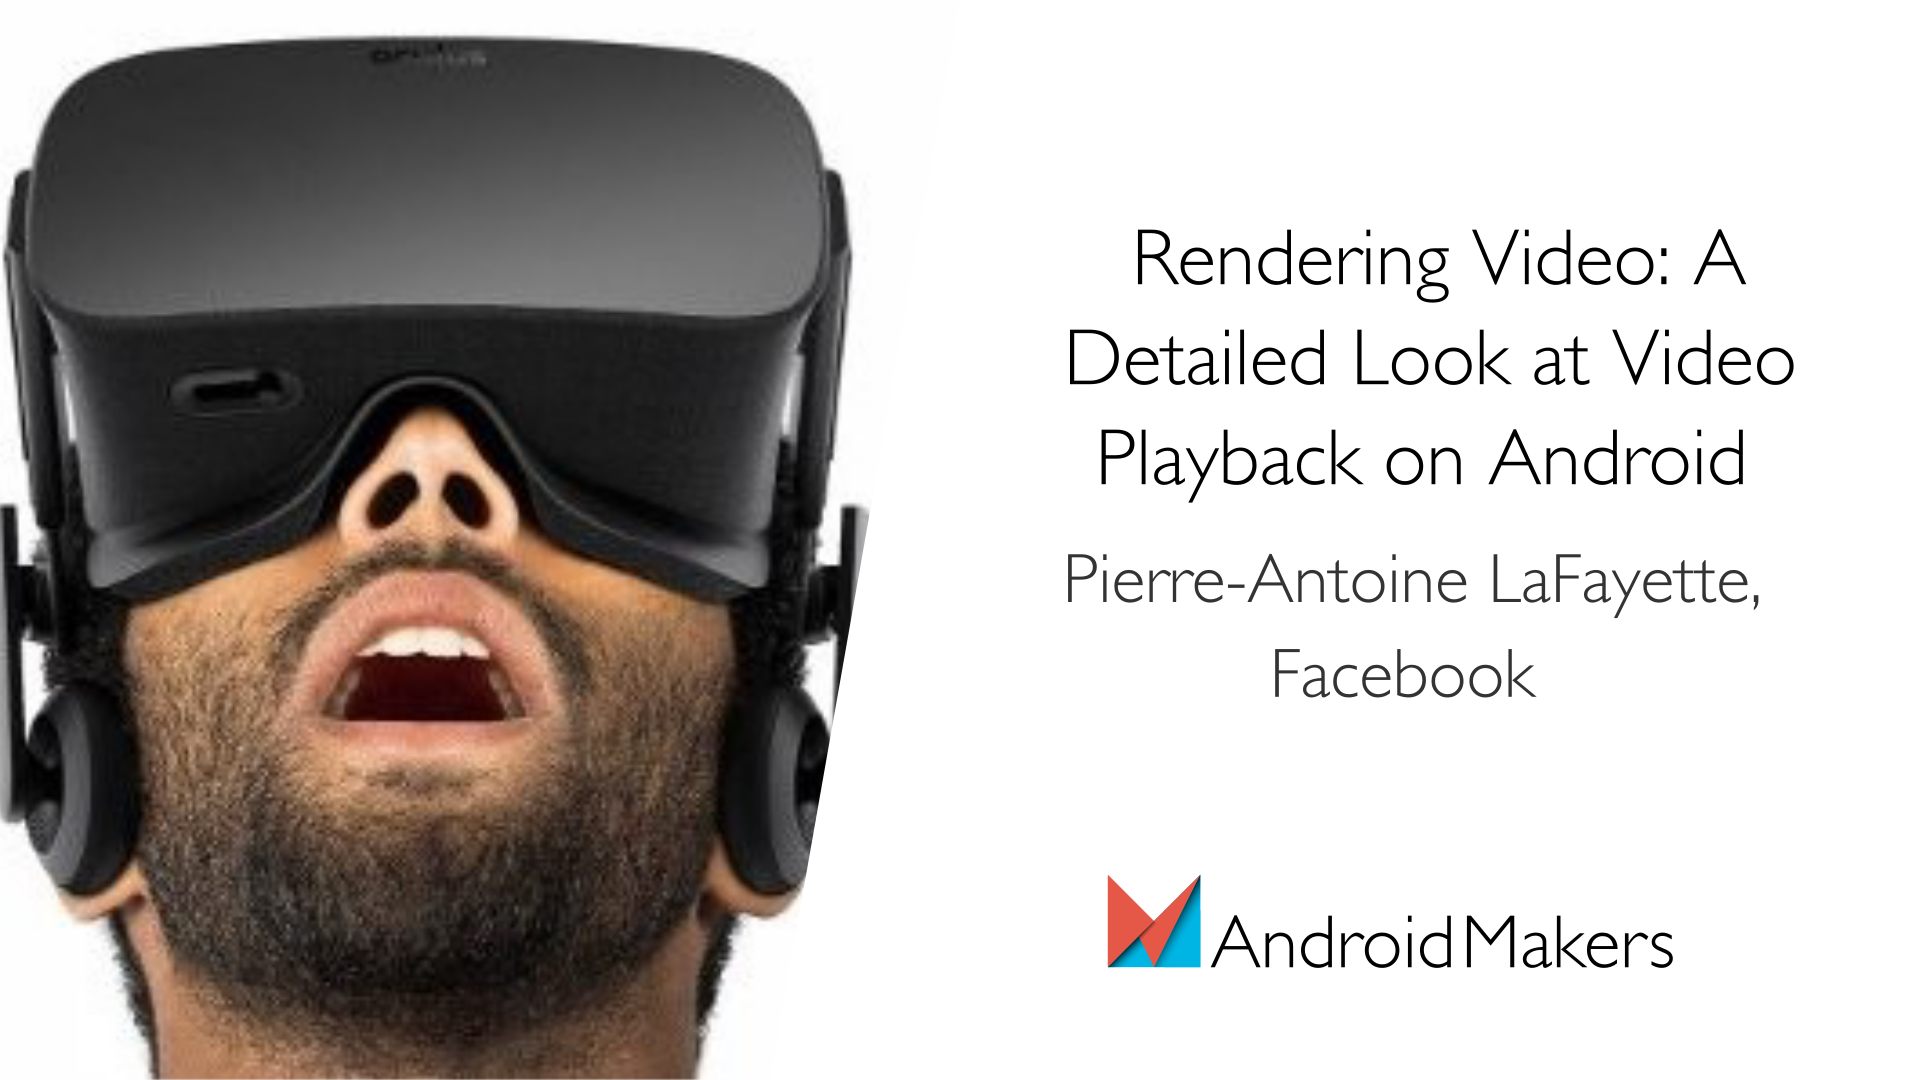 Rendering Video: A
Detailed Look at Video
Playback on Android
Pierre-Antoine LaFayette,
Facebook
AndroidMakers